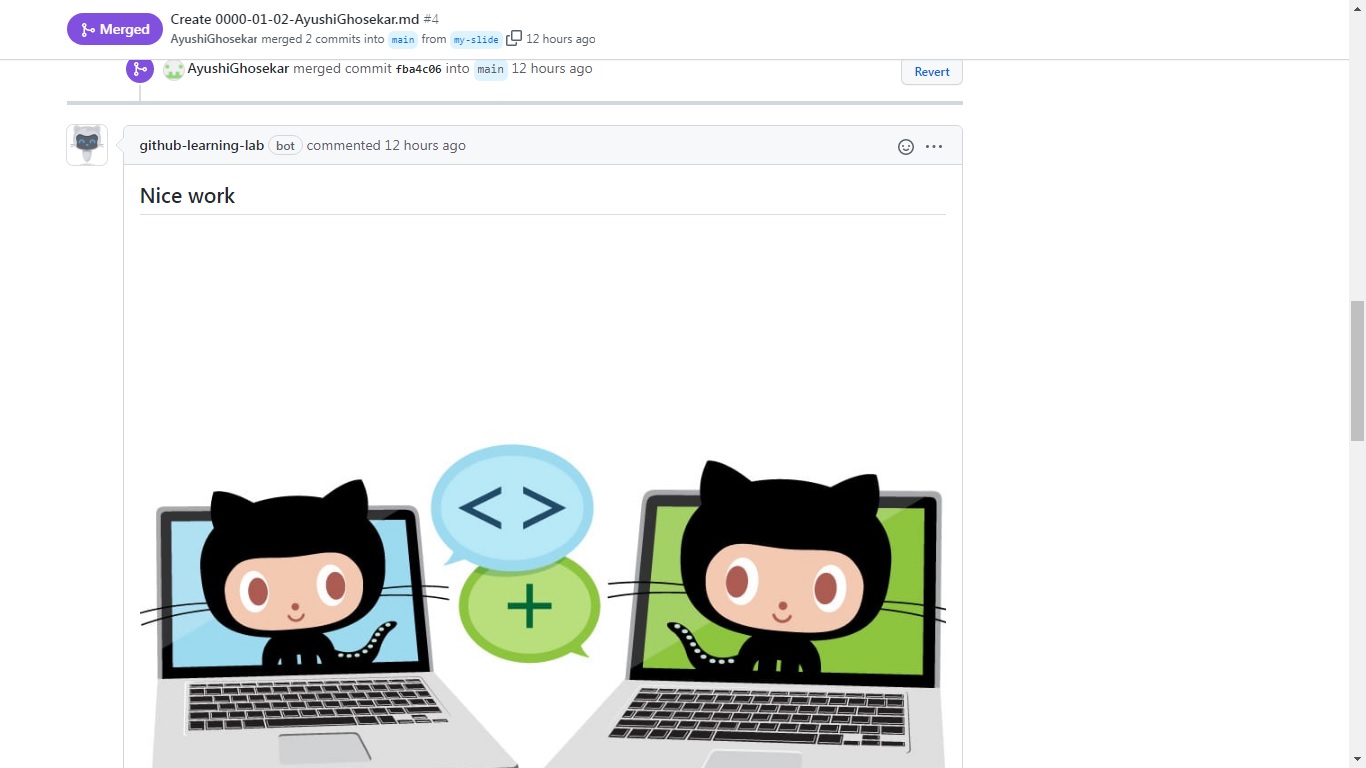 Merged
Create 0000-01-02-AyushiGhosekar.md #4
AyushiGhosekar merged 2 commits into main from my-slide 12 hours ago
AyushiGhosekar merged commit fba4c06 into main 12 hours ago
Revert
github-learning-lab bot commented 12 hours ago
Nice work
<>
+